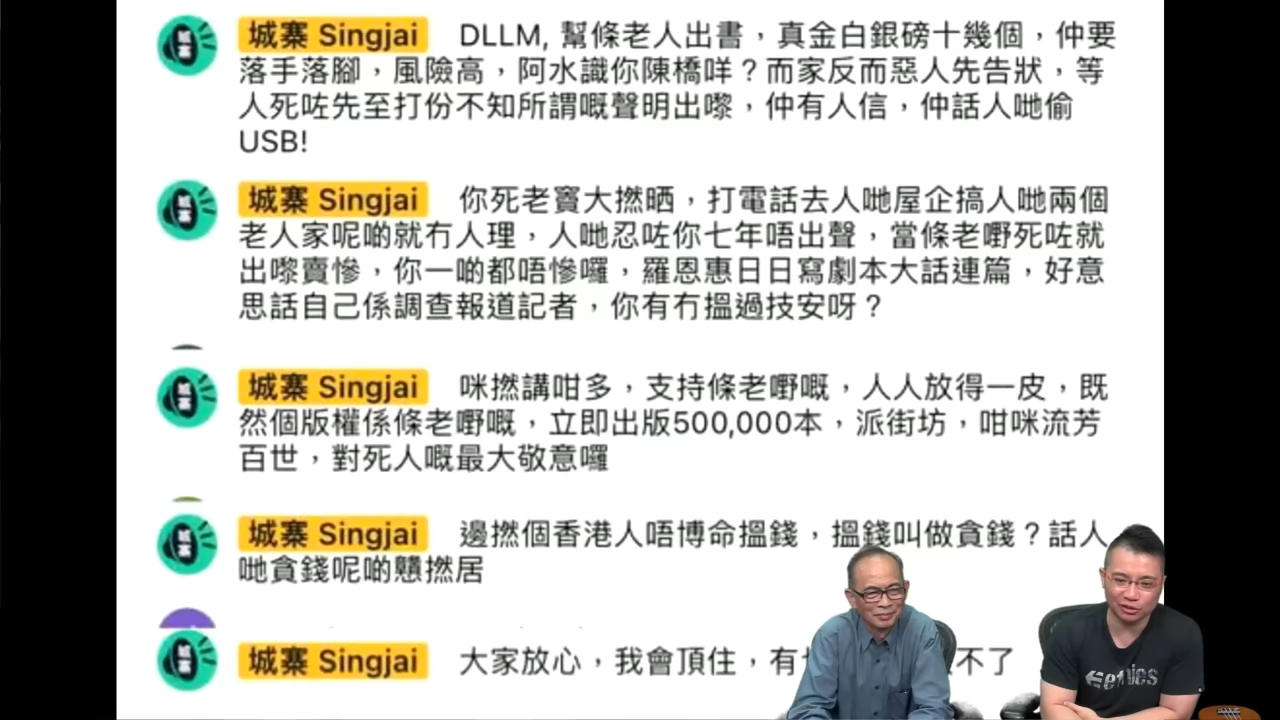 城寨 Singjai DLLM, 幫條老人出書，真金白銀磅十幾個，仲要
落手落腳，風險高，阿水識你陳橋咩？而家反而惡人先告狀，等
人死咗先至打份不知所謂嘅聲明出嚟，仲有人信，仲話人哋偷
USB!
城寨 Singjai 你死老竇大撚晒，打電話去人哋屋企搞人哋兩個
老人家呢啲就冇人理，人哋忍咗你七年唔出聲，當條老嘢死咗就
出嚟賣慘，你一啲都唔慘囉，羅恩惠日日寫劇本大話連篇，好意
思話自己係調查報道記者，你有冇搵過技安呀？
城寨 Singjai 咪撚講咁多，支持條老嘢嘅，人人放得一皮，既
然個版權係條老嘢嘅，立即出版500,000本，派街坊，咁咪流芳
百世，對死人嘅最大敬意囉
城寨 Singjai 邊撚個香港人唔博命搵錢，搵錢叫做貪錢？話人
哋貪錢呢啲戇撚居
城寨 Singjai 大家放心，我會頂住，有 不了
etnies